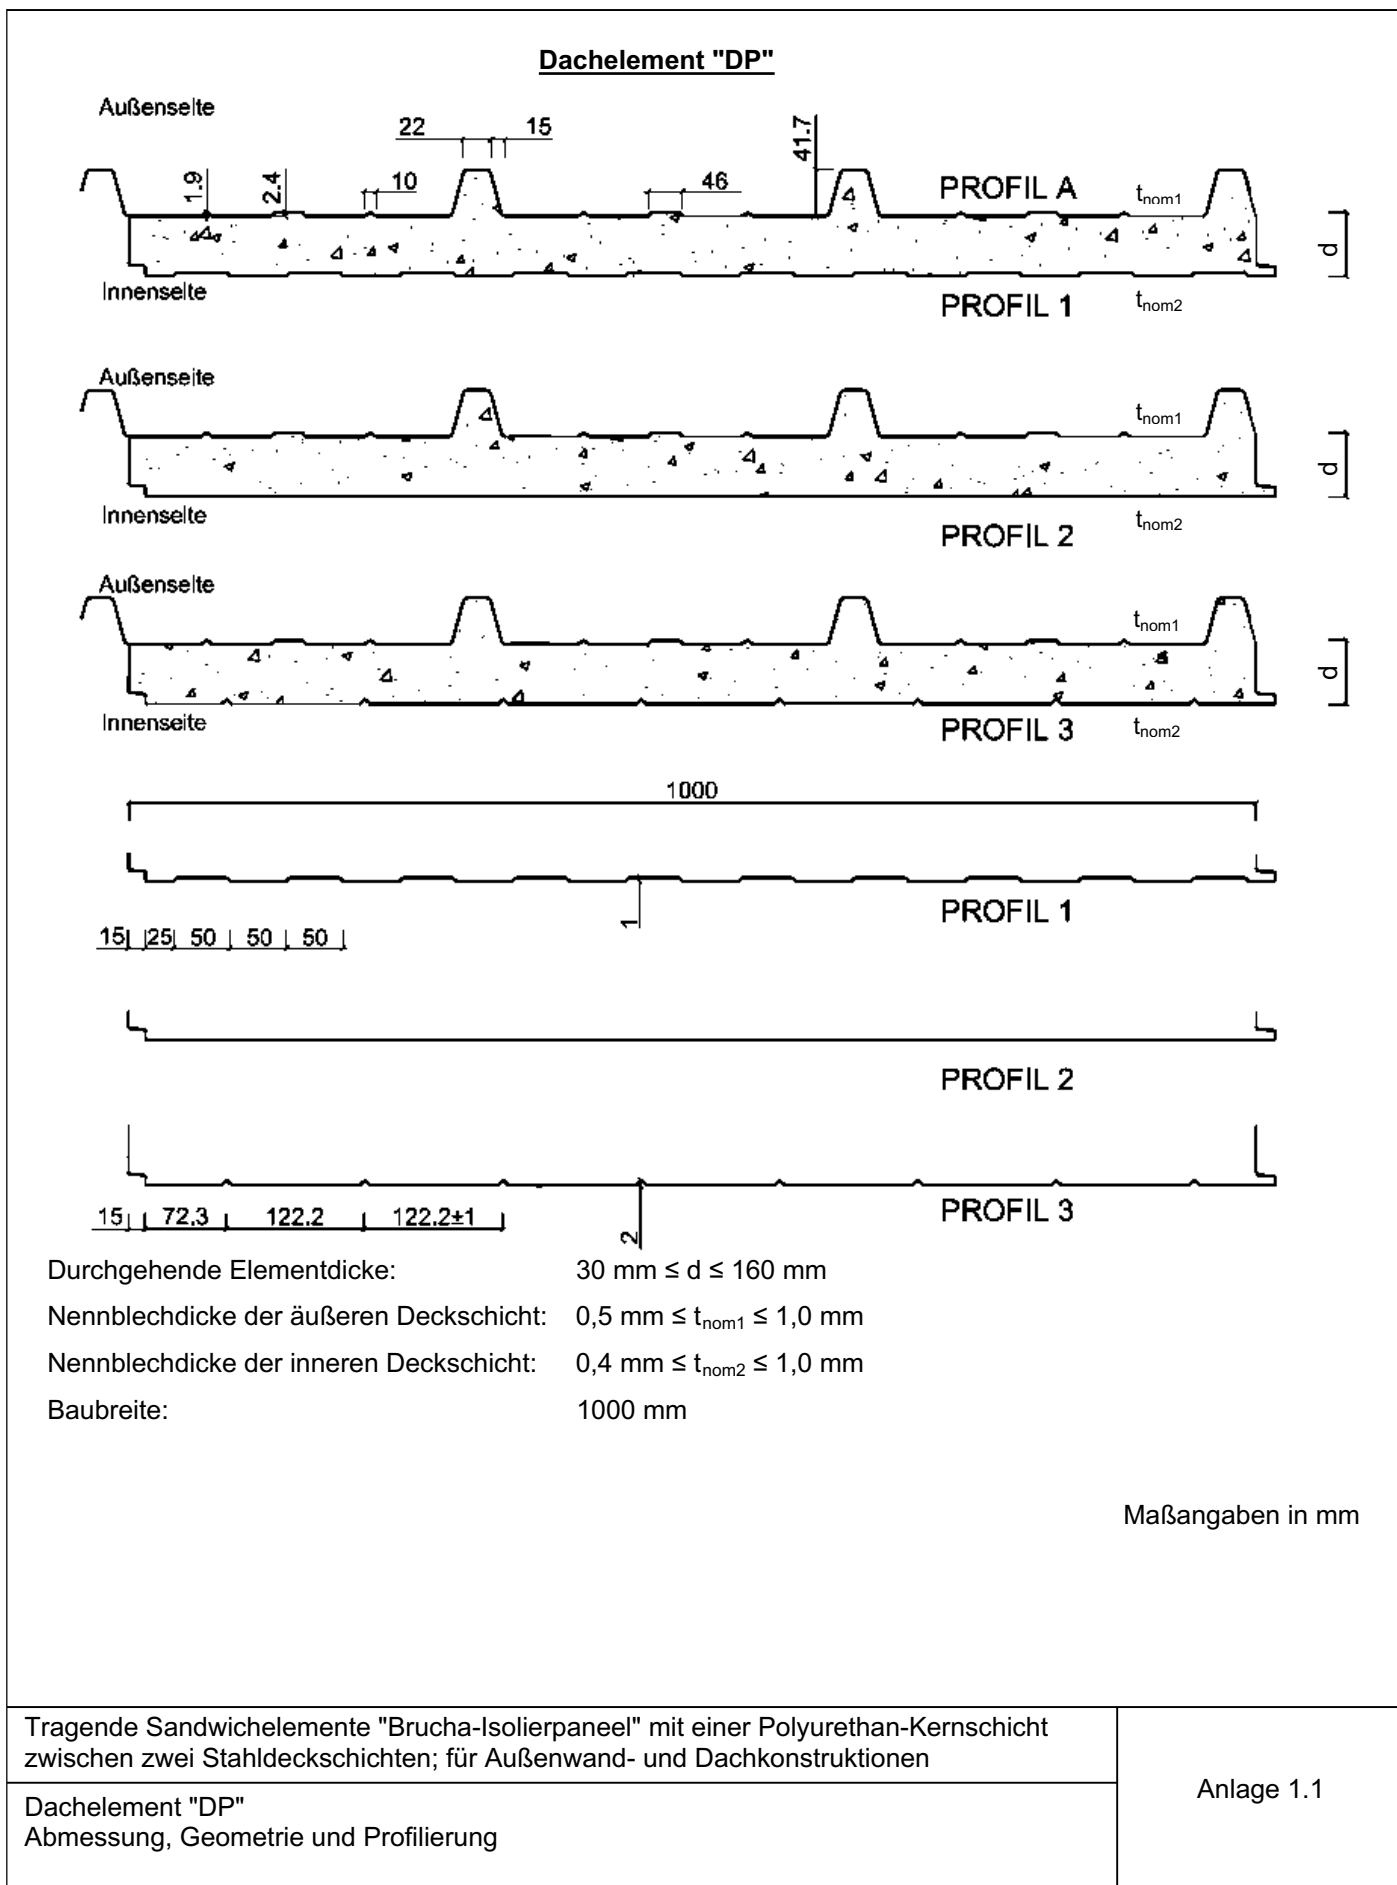 Dachelement "DP"
Außenseite
22 15 41.7
1.9 2.4 10 46 PROFIL A tnom1
d
Innenseite PROFIL 1 tnom2
Außenseite
tnom1
d
Innenseite PROFIL 2 tnom2
Außenseite
tnom1
d
Innenseite PROFIL 3 tnom2
1000
PROFIL 1
1
15 25 50 50 50
PROFIL 2
PROFIL 3
15 72.3 122.2 122.2±1
2
Durchgehende Elementdicke: 30 mm ≤ d ≤ 160 mm
Nennblechdicke der äußeren Deckschicht: 0,5 mm ≤ tnom1 ≤ 1,0 mm
Nennblechdicke der inneren Deckschicht: 0,4 mm ≤ tnom2 ≤ 1,0 mm
Baubreite: 1000 mm
Maßangaben in mm
Tragende Sandwichelemente "Brucha-Isolierpaneel" mit einer Polyurethan-Kernschicht
zwischen zwei Stahldeckschichten; für Außenwand- und Dachkonstruktionen
Anlage 1.1
Dachelement "DP"
Abmessung, Geometrie und Profilierung